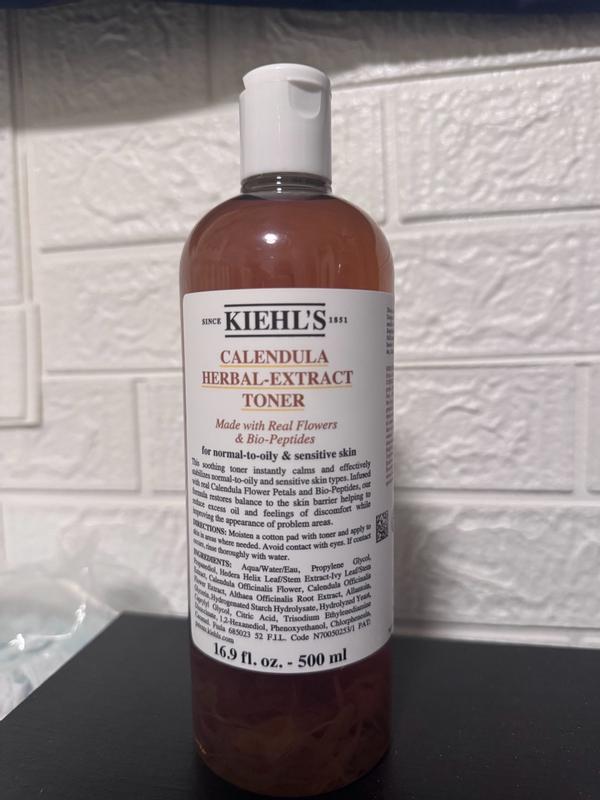 SINCE KIEHL'S 1851
CALENDULA
HERBAL-EXTRACT
TONER
Made with Real Flowers
& Bio-Peptides
for normal-to-oily & sensitive skin
This soothing toner instantly calms and effectively
stabilizes normal-to-oily and sensitive skin types. Infused
with real Calendula Flower Petals and Bio-Peptides, our
formula restores balance to the skin barrier helping to
reduce excess oil and feelings of discomfort while
improving the appearance of problem areas.
DIRECTIONS: Moisten a cotton pad with toner and apply to
skin in areas where needed. Avoid contact with eyes. If contact
occurs, rinse thoroughly with water.
INGREDIENTS: Aqua/Water/Eau, Propylene Glycol,
Propanediol, Hedera Helix Leaf/Stem Extract-Ivy Leaf/Stem
Extract, Calendula Officinalis Flower, Calendula Officinalis
Flower Extract, Althaea Officinalis Root Extract, Allantoin,
Hydrogenated Starch Hydrolysate, Hydrolyzed Yeast,
Caprylyl Glycol, Citric Acid, Trisodium Ethylenediamine
1,2-Hexanediol, Phenoxyethanol, Chlorphenesin,
Caramel. 685023 52 F.I.L. Code N70050253/1 PAT:
kiehls.com
16.9 fl. oz. - 500 ml